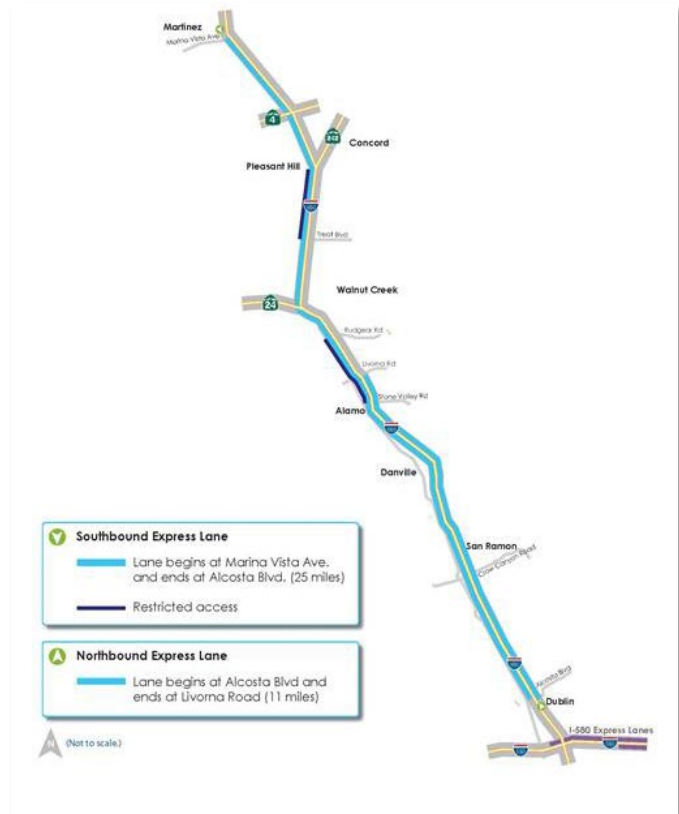 Martinez
Marina Vista Ave
4
242
Concord
Pleasant Hill
680
Treat Blvd
Walnut Creek
24
Rudgear Rd
Livorna Rd
Stone Valley Rd
Alamo
680
Danville
San Ramon
Crow Canyon Road
680
Alcosta Blvd
Dublin
I-580 Express Lanes
Southbound Express Lane
Lane begins at Marina Vista Ave.
and ends at Alcosta Blvd. (25 miles)
Restricted access
Northbound Express Lane
Lane begins at Alcosta Blvd and
ends at Livorna Road (11 miles)
N
(Not to scale.)